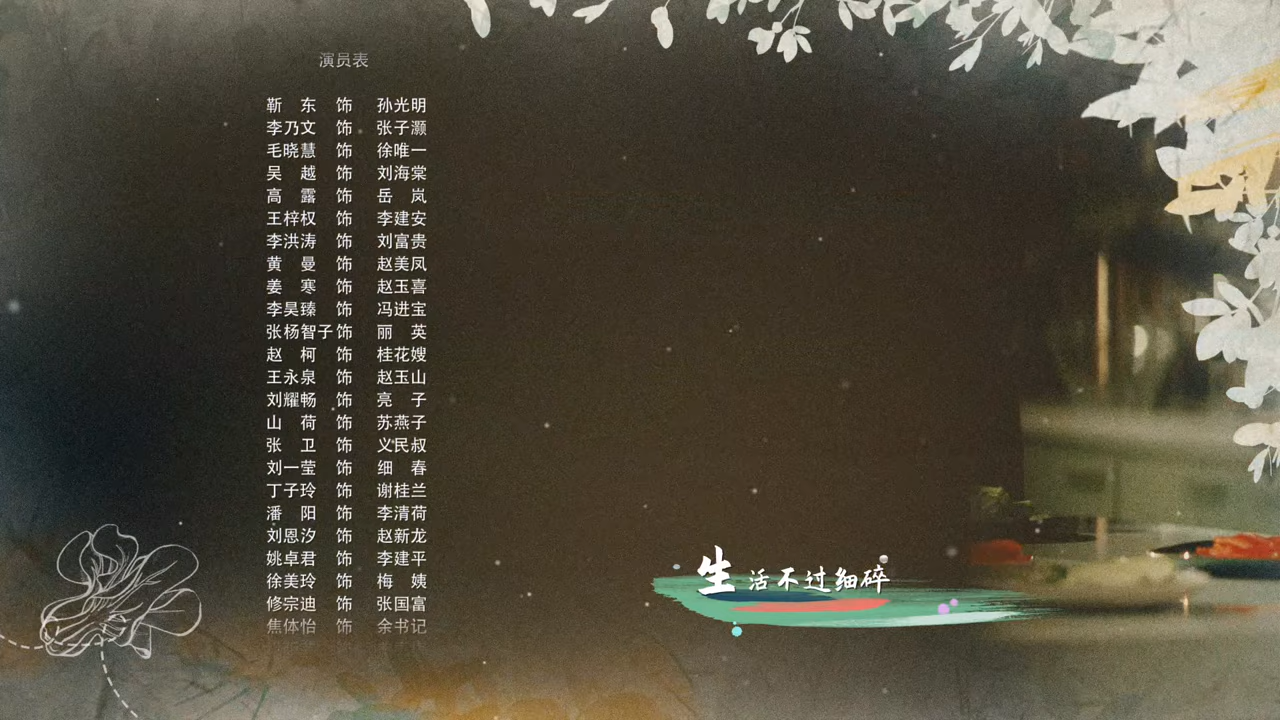 演员表
靳东 饰 孙光明
李乃文 饰 张子灏
毛晓慧 饰 徐唯一
吴越 饰 刘海棠
高露 饰 岳岚
王梓权 饰 李建安
李洪涛 饰 刘富贵
黄曼 饰 赵美凤
姜寒 饰 赵玉喜
李昊臻 饰 冯进宝
张杨智子 饰 丽英
赵柯 饰 桂花嫂
王永泉 饰 赵玉山
刘耀畅 饰 亮子
山荷 饰 苏燕子
张卫 饰 义民叔
刘一莹 饰 细春
丁子玲 饰 谢桂兰
潘阳 饰 李清荷
刘恩汐 饰 赵新龙
姚卓君 饰 李建平
徐美玲 饰 梅姨
修宗迪 饰 张国富
焦体怡 饰 余书记
生活不过细碎